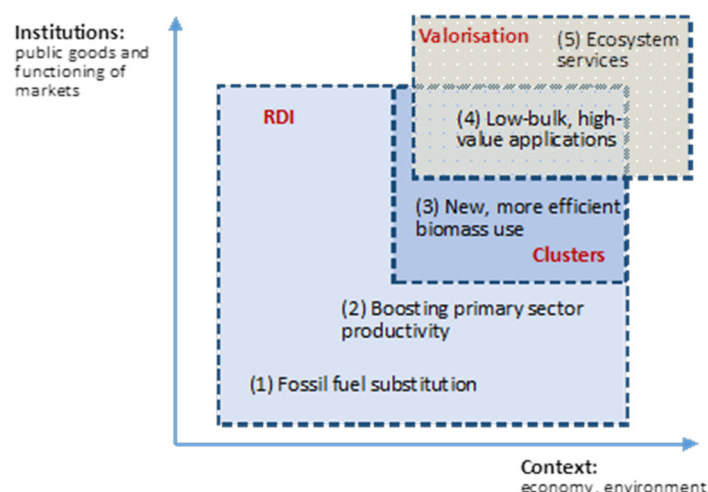 Institutions:
public goods and
functioning of
markets
Valorisation
(5) Ecosystem
services
RDI
(4) Low-bulk, high-
value applications
(3) New, more efficient
biomass use
Clusters
(2) Boosting primary sector
productivity
(1) Fossil fuel substitution
Context:
economy, environment